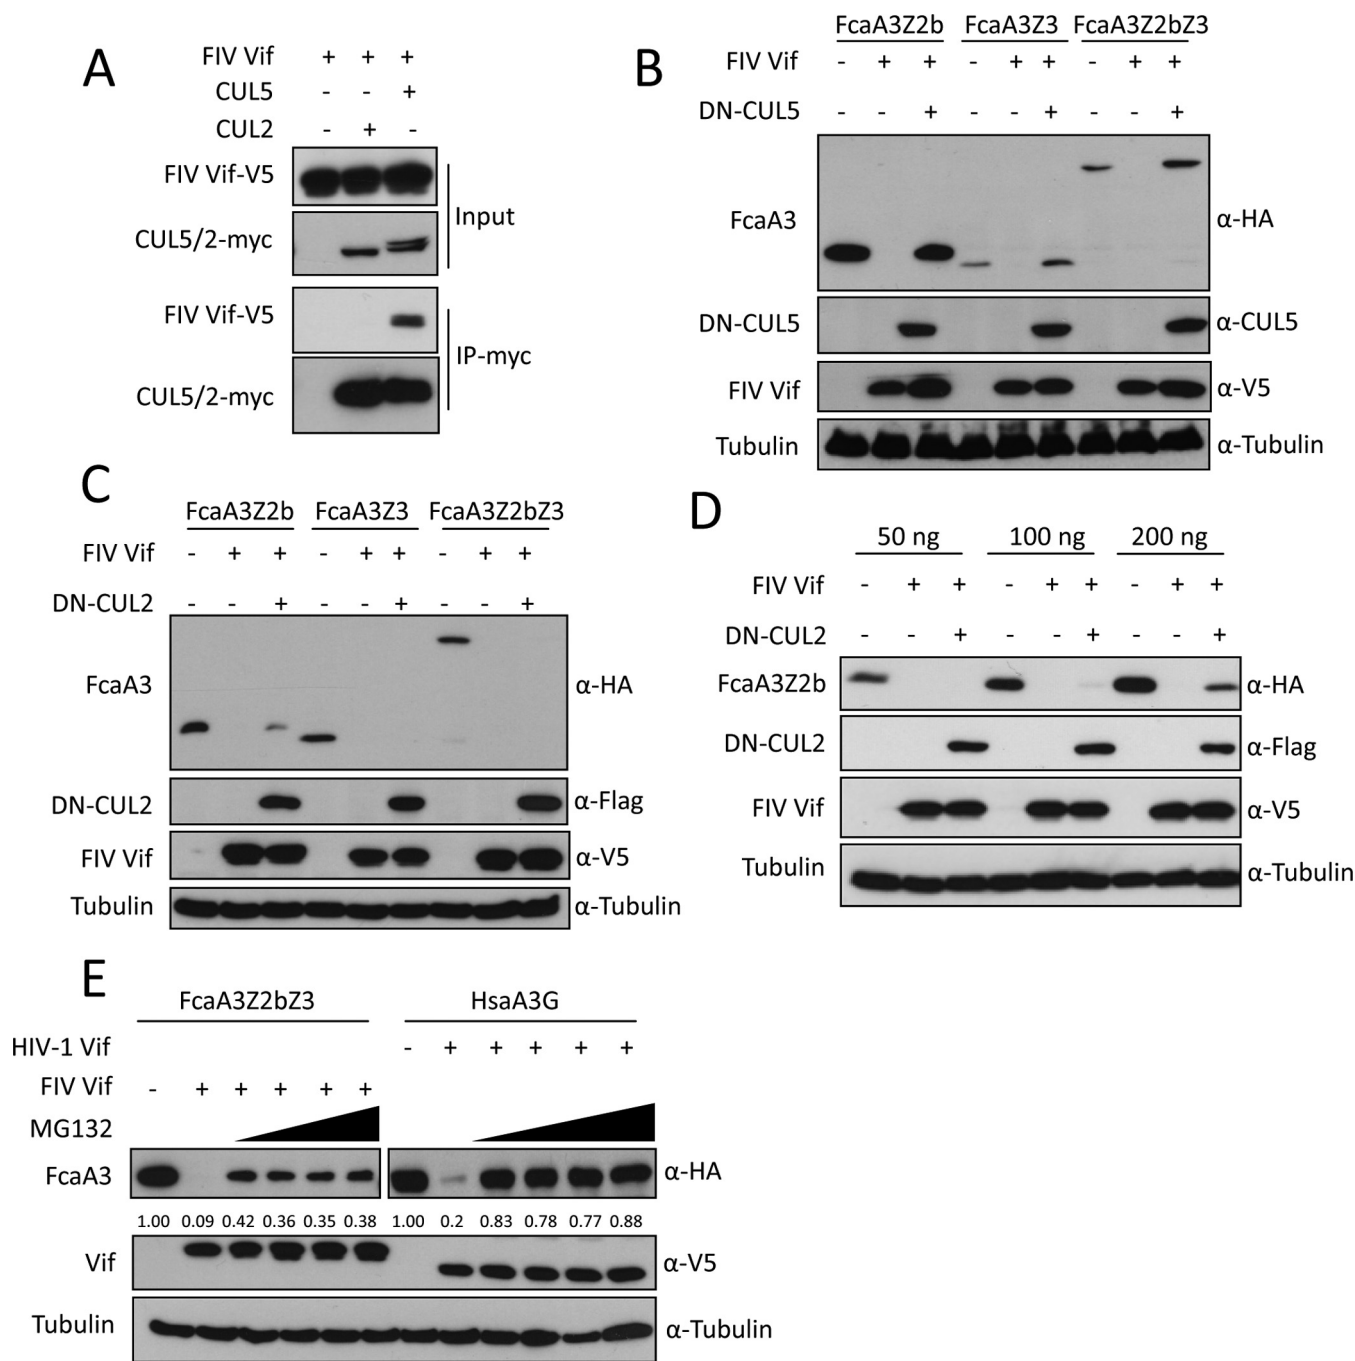 A
FIV Vif + + +
CUL5 - - +
CUL2 - + -
FIV Vif-V5
CUL5/2-myc
Input
FIV Vif-V5
CUL5/2-myc
IP-myc
B
FcaA3Z2b FcaA3Z3 FcaA3Z2bZ3
FIV Vif - + + - + + - + +
DN-CUL5 - - + - - + - - +
FcaA3 α-HA
DN-CUL5 α-CUL5
FIV Vif α-V5
Tubulin α-Tubulin
C
FcaA3Z2b FcaA3Z3 FcaA3Z2bZ3
FIV Vif - + + - + + - + +
DN-CUL2 - - + - - + - - +
FcaA3 α-HA
DN-CUL2 α-Flag
FIV Vif α-V5
Tubulin α-Tubulin
D
50 ng 100 ng 200 ng
FIV Vif - + + - + + - + +
DN-CUL2 - - + - - + - - +
FcaA3Z2b α-HA
DN-CUL2 α-Flag
FIV Vif α-V5
Tubulin α-Tubulin
E
FcaA3Z2bZ3 HsaA3G
HIV-1 Vif - + + + + +
FIV Vif - + + + + +
MG132
FcaA3 α-HA
1.00 0.09 0.42 0.36 0.35 0.38 1.00 0.2 0.83 0.78 0.77 0.88
Vif α-V5
Tubulin α-Tubulin